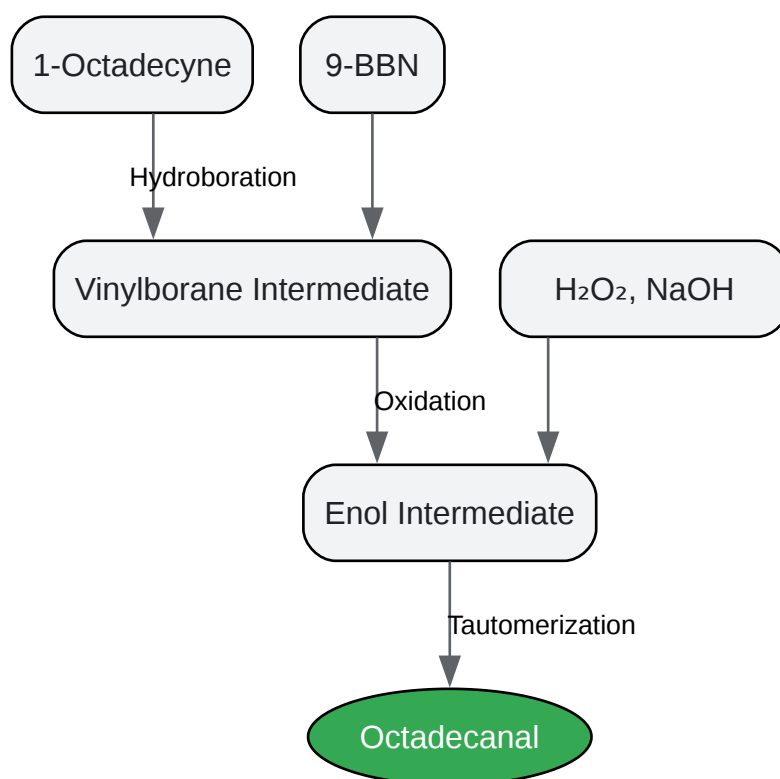 1-Octadecyne
9-BBN
Hydroboration
Vinylborane Intermediate
H₂O₂, NaOH
Oxidation
Enol Intermediate
Tautomerization
Octadecanal